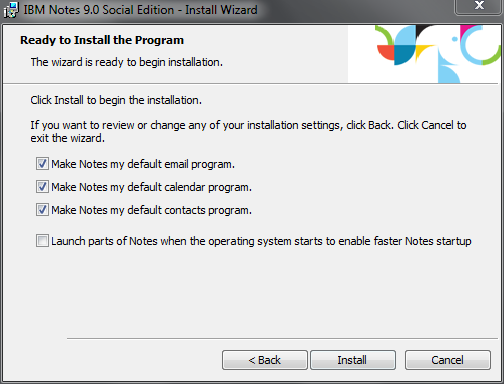 IBM Notes 9.0 Social Edition - Install Wizard
Ready to Install the Program
The wizard is ready to begin installation.
Click Install to begin the installation.
If you want to review or change any of your installation settings, click Back. Click Cancel to
exit the wizard.
Make Notes my default email program.
Make Notes my default calendar program.
Make Notes my default contacts program.
Launch parts of Notes when the operating system starts to enable faster Notes startup
< Back
Install
Cancel